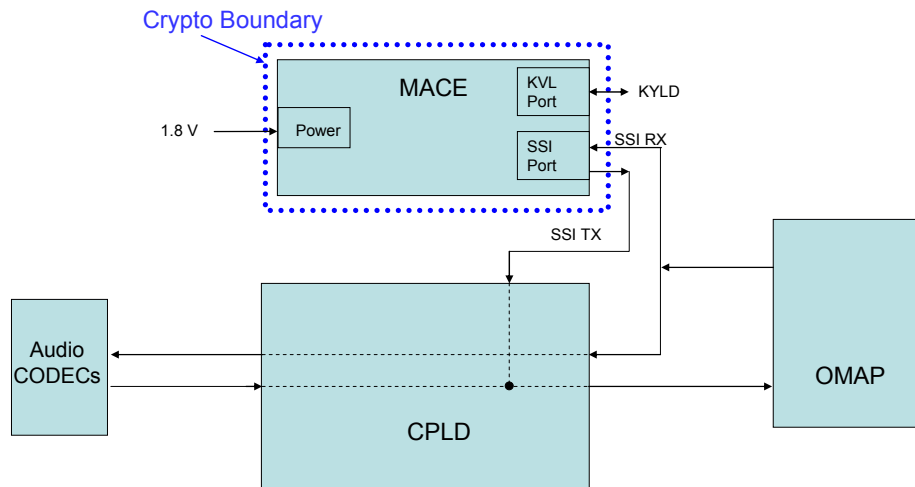 Crypto Boundary
MACE
KVL
Port
KYLD
1.8 V
Power
SSI
Port
SSI RX
SSI TX
Audio
CODECs
OMAP
CPLD